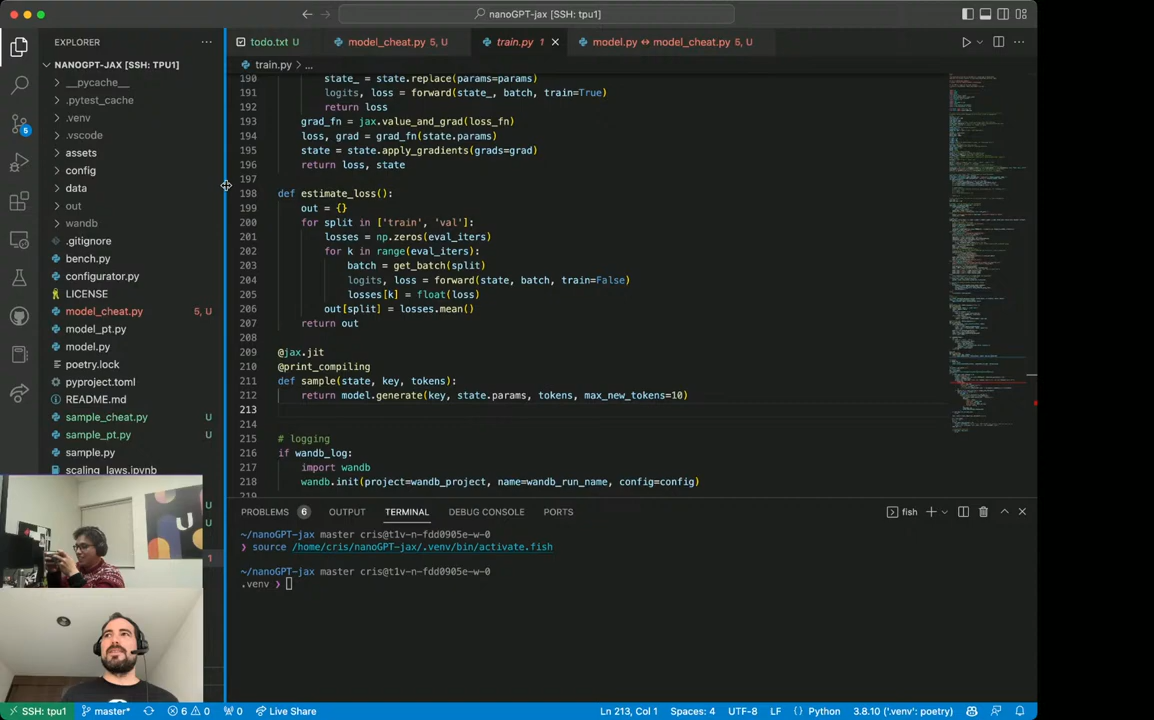 nanoGPT-jax [SSH: tpu1]
EXPLORER
todo.txt U
model_cheat.py 5, U
train.py 1
model.py ↔ model_cheat.py 5, U
NANOGPT-JAX [SSH: TPU1]
train.py > ...
__pycache__
.pytest_cache
.venv
.vscode
assets
config
data
out
wandb
.gitignore
bench.py
configurator.py
LICENSE
model_cheat.py 5, U
model_pt.py
model.py
poetry.lock
pyproject.toml
README.md
sample_cheat.py U
sample_pt.py U
sample.py
scaling_laws.ipynb
U
U
1
190 state_ = state.replace(params=params)
191 logits, loss = forward(state_, batch, train=True)
192 return loss
193 grad_fn = jax.value_and_grad(loss_fn)
194 loss, grad = grad_fn(state.params)
195 state = state.apply_gradients(grads=grad)
196 return loss, state
197
198 def estimate_loss():
199 out = {}
200 for split in ['train', 'val']:
201 losses = np.zeros(eval_iters)
202 for k in range(eval_iters):
203 batch = get_batch(split)
204 logits, loss = forward(state, batch, train=False)
205 losses[k] = float(loss)
206 out[split] = losses.mean()
207 return out
208
209 @jax.jit
210 @print_compiling
211 def sample(state, key, tokens):
212 return model.generate(key, state.params, tokens, max_new_tokens=10)
213
214
215 # logging
216 if wandb_log:
217 import wandb
218 wandb.init(project=wandb_project, name=wandb_run_name, config=config)
219
PROBLEMS 6 OUTPUT TERMINAL DEBUG CONSOLE PORTS
fish
~/nanoGPT-jax master cris@t1v-n-fdd0905e-w-0
❯ source /home/cris/nanoGPT-jax/.venv/bin/activate.fish
~/nanoGPT-jax master cris@t1v-n-fdd0905e-w-0
.venv ❯
5
SSH: tpu1 master* 6 0 0 Live Share
Ln 213, Col 1 Spaces: 4 UTF-8 LF Python 3.8.10 ('.venv': poetry)